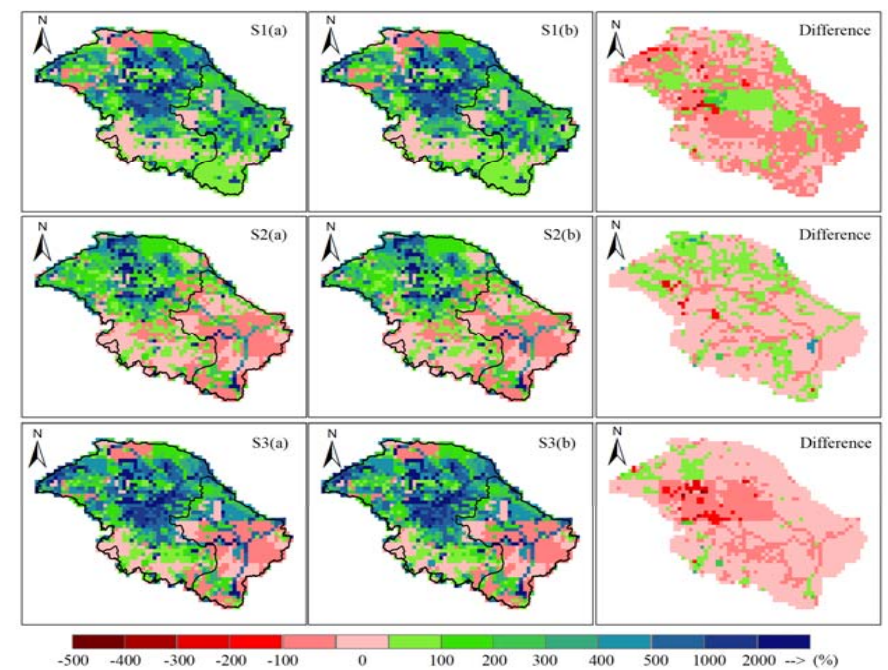 N
S1(a)
S1(b)
N
Difference
N
S2(a)
N
S2(b)
N
Difference
N
S3(a)
N
S3(b)
N
Difference
-500 -400 -300 -200 -100 0 100 200 300 400 500 1000 2000 --> (%)